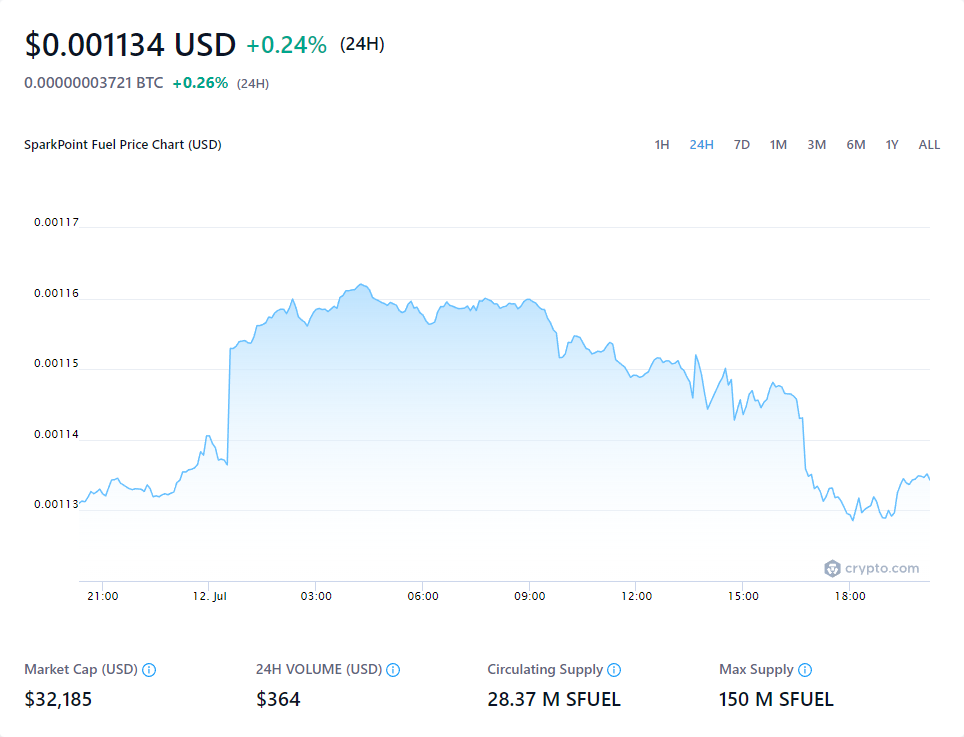 $0.001134 USD +0.24% (24H)
0.00000003721 BTC +0.26% (24H)
SparkPoint Fuel Price Chart (USD) 1H 24H 7D 1M 3M 6M 1Y ALL
0.00117
0.00116
0.00115
0.00114
0.00113
crypto.com
21:00 12. Jul 03:00 06:00 09:00 12:00 15:00 18:00
Market Cap (USD) 24H VOLUME (USD) Circulating Supply Max Supply
$32,185 $364 28.37 M SFUEL 150 M SFUEL